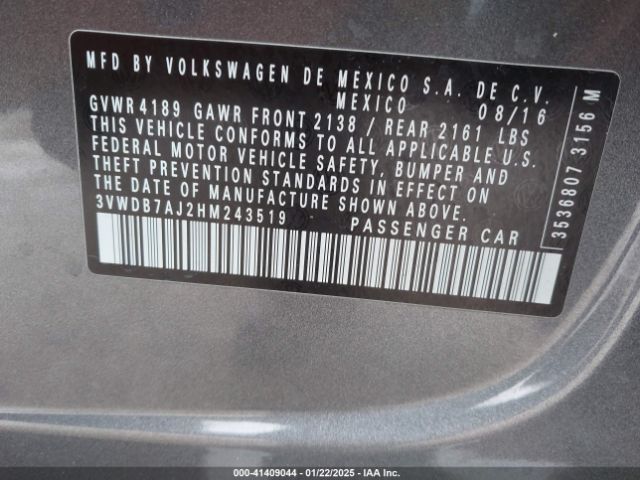 MFD BY VOLKSWAGEN DE MEXICO S.A. DE C.V.
MEXICO 08/16
GVWR 4189 GAWR FRONT 2138 / REAR 2161 LBS
THIS VEHICLE CONFORMS TO ALL APPLICABLE U.S.
FEDERAL MOTOR VEHICLE SAFETY, BUMPER AND
THEFT PREVENTION STANDARDS IN EFFECT ON
THE DATE OF MANUFACTURE SHOWN ABOVE
3VWDB7AJ2HM243519 PASSENGER CAR
3536807 3156 M
000-41409044 - 01/22/2025 - IAA Inc.